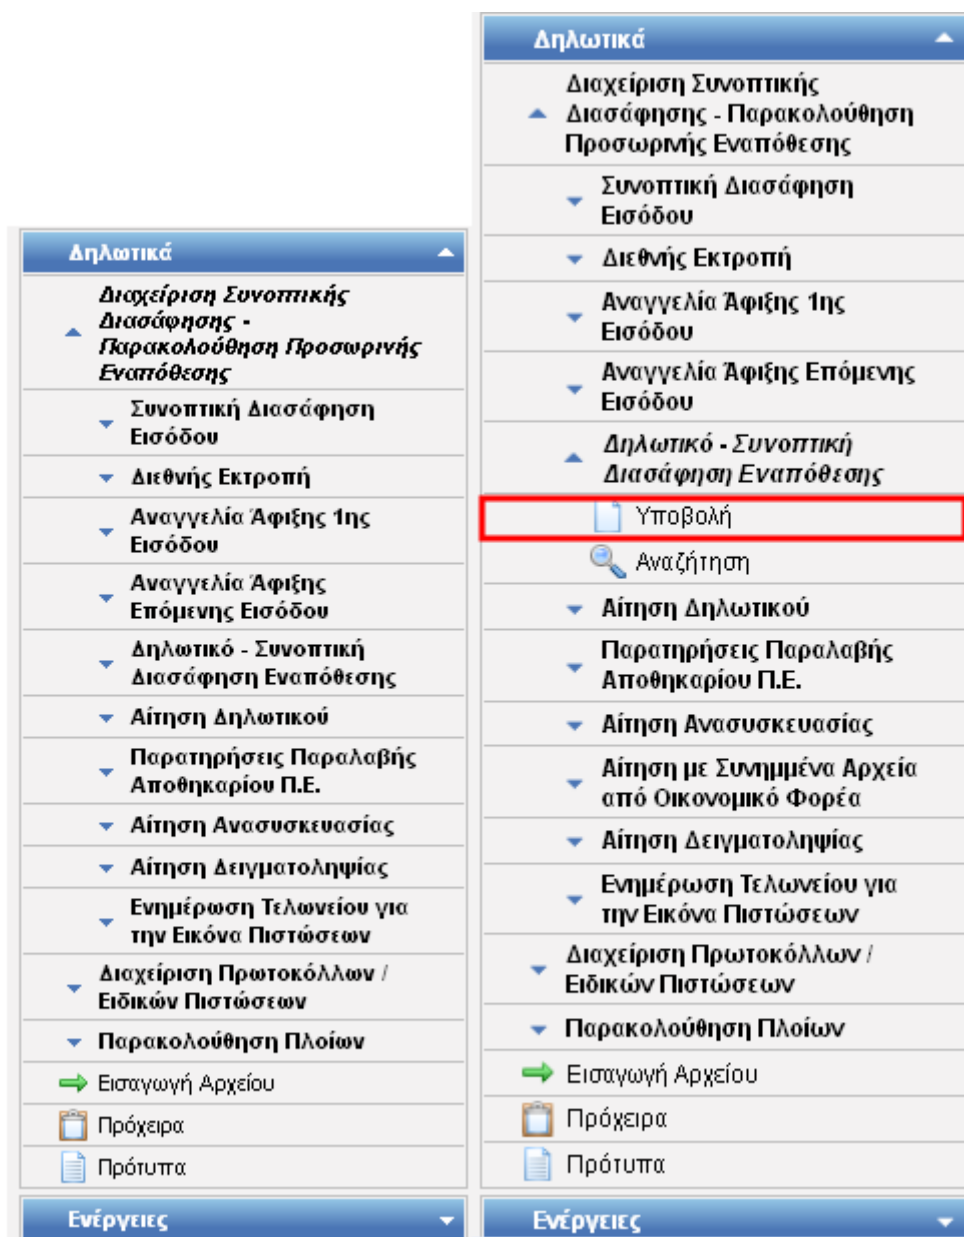 Δηλωτικά
Διαχείριση Συνοπτικής
Διασάφησης -
Παρακολούθηση Προσωρινής
Εναπόθεσης
Συνοπτική Διασάφηση
Εισόδου
Διεθνής Εκτροπή
Αναγγελία Άφιξης 1ης
Εισόδου
Αναγγελία Άφιξης
Επόμενης Εισόδου
Δηλωτικό - Συνοπτική
Διασάφηση Εναπόθεσης
Αίτηση Δηλωτικού
Παρατηρήσεις Παραλαβής
Αποθηκαρίου Π.Ε.
Αίτηση Ανασυσκευασίας
Αίτηση Δειγματοληψίας
Ενημέρωση Τελωνείου για
την Εικόνα Πιστώσεων
Διαχείριση Πρωτοκόλλων /
Ειδικών Πιστώσεων
Παρακολούθηση Πλοίων
Εισαγωγή Αρχείου
Πρόχειρα
Πρότυπα
Ενέργειες
Δηλωτικά
Διαχείριση Συνοπτικής
Διασάφησης - Παρακολούθηση
Προσωρινής Εναπόθεσης
Συνοπτική Διασάφηση
Εισόδου
Διεθνής Εκτροπή
Αναγγελία Άφιξης 1ης
Εισόδου
Αναγγελία Άφιξης Επόμενης
Εισόδου
Δηλωτικό - Συνοπτική
Διασάφηση Εναπόθεσης
Υποβολή
Αναζήτηση
Αίτηση Δηλωτικού
Παρατηρήσεις Παραλαβής
Αποθηκαρίου Π.Ε.
Αίτηση Ανασυσκευασίας
Αίτηση με Συνημμένα Αρχεία
από Οικονομικό Φορέα
Αίτηση Δειγματοληψίας
Ενημέρωση Τελωνείου για
την Εικόνα Πιστώσεων
Διαχείριση Πρωτοκόλλων /
Ειδικών Πιστώσεων
Παρακολούθηση Πλοίων
Εισαγωγή Αρχείου
Πρόχειρα
Πρότυπα
Ενέργειες